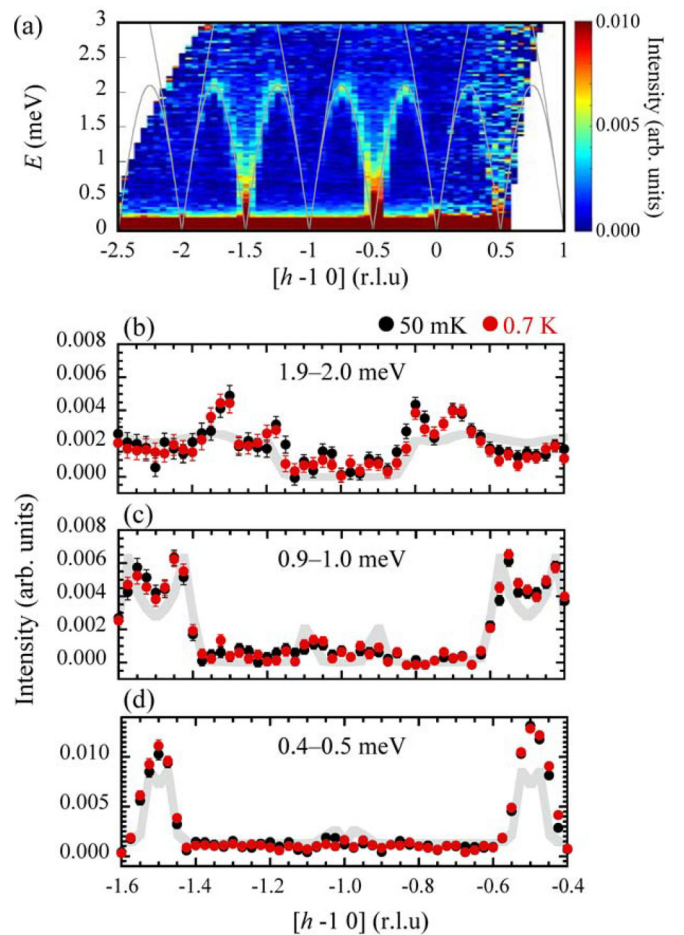 (a)
3
2
1
0
0.5
E (meV)
-2.5 -2 -1.5 -1 -0.5 0 0.5 1
[h -1 0] (r.l.u)
0.010
0.005
0.000
Intensity (arb. units)
(b)
50 mK 0.7 K
0.008
0.006
0.004
0.002
0.000
1.9–2.0 meV
(c)
0.008
0.006
0.004
0.002
0.000
0.9–1.0 meV
Intensity (arb. units)
(d)
0.010
0.005
0.000
0.4–0.5 meV
-1.6 -1.4 -1.2 -1.0 -0.8 -0.6 -0.4
[h -1 0] (r.l.u)